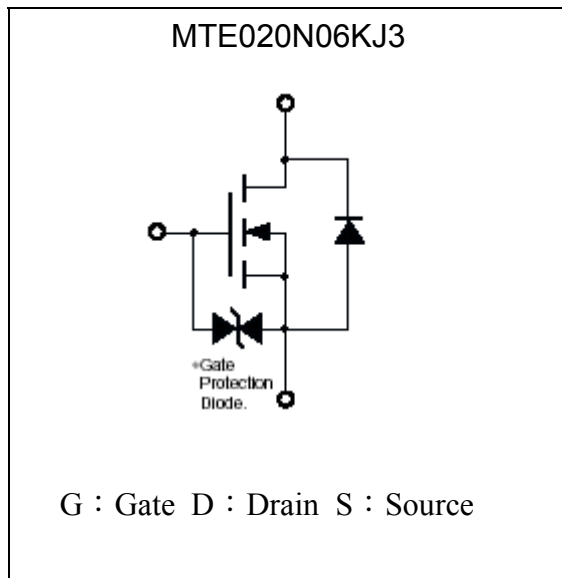 MTE020N06KJ3
*Gate
Protection
Diode.
G：Gate D：Drain S：Source